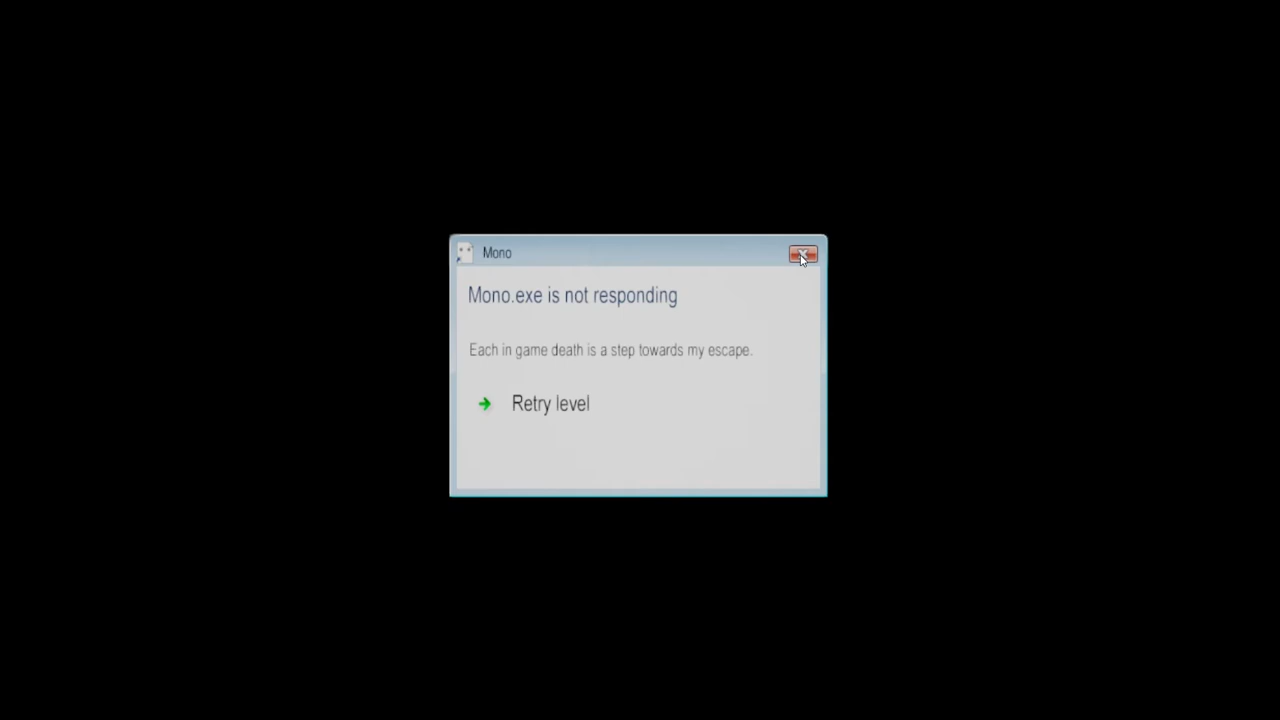 Mono
Mono.exe is not responding
Each in game death is a step towards my escape.
Retry level